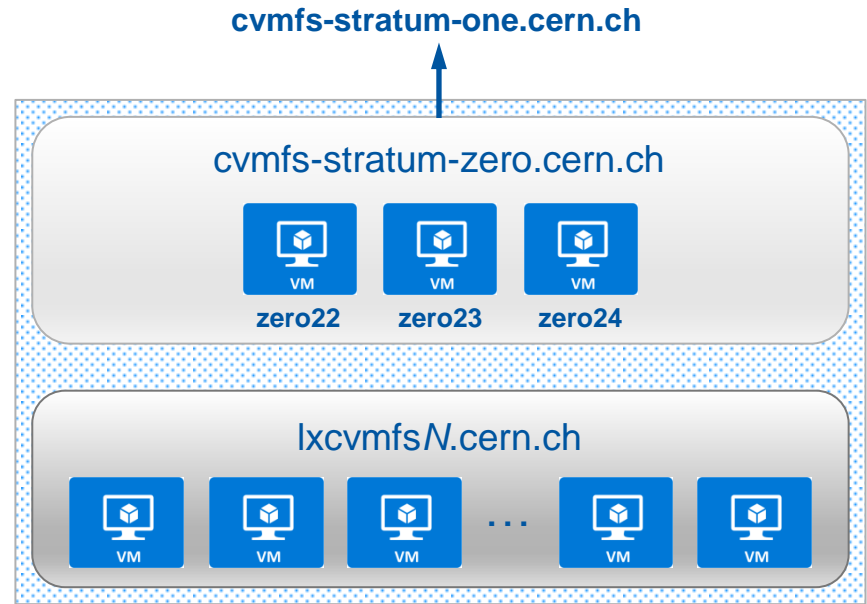 cvmfs-stratum-one.cern.ch
cvmfs-stratum-zero.cern.ch
VM VM VM
zero22 zero23 zero24
lxcvmfsN.cern.ch
...
VM VM VM VM VM